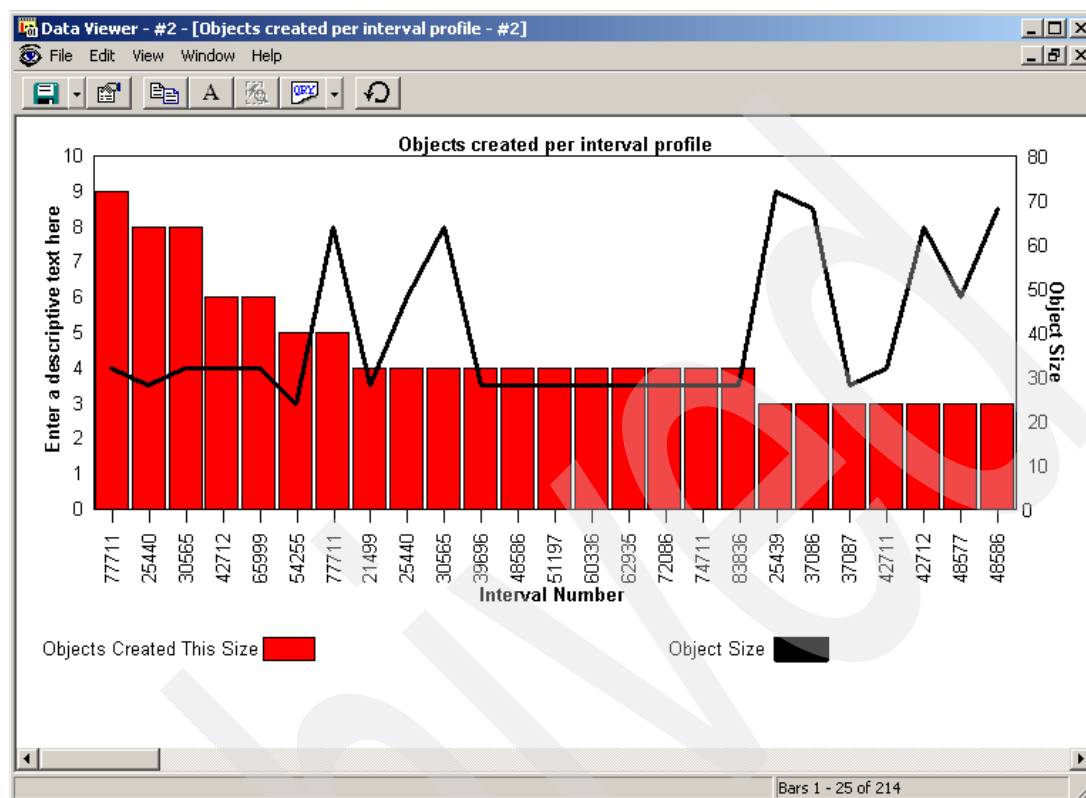 Data Viewer - #2 - [Objects created per interval profile - #2]
File Edit View Window Help
A QRY
Objects created per interval profile
Enter a descriptive text here
10
9
8
7
6
5
4
3
2
1
0
80
70
60
50
40
30
20
10
0
Object Size
77711 25440 30565 42712 65999 54255 77711 21499 25440 30565 39696 48586 51197 60336 62935 72086 74711 83836 25439 37086 37087 42711 42712 48577 48586
Interval Number
Objects Created This Size Object Size
Bars 1 - 25 of 214